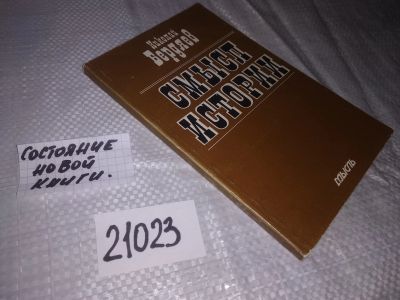 Николай
Бердяев
СМЫСЛ
ИСТОРИИ
МЫСЛЬ
СОСТОЯНИЕ
НОВОЙ
КНИГИ.
21023